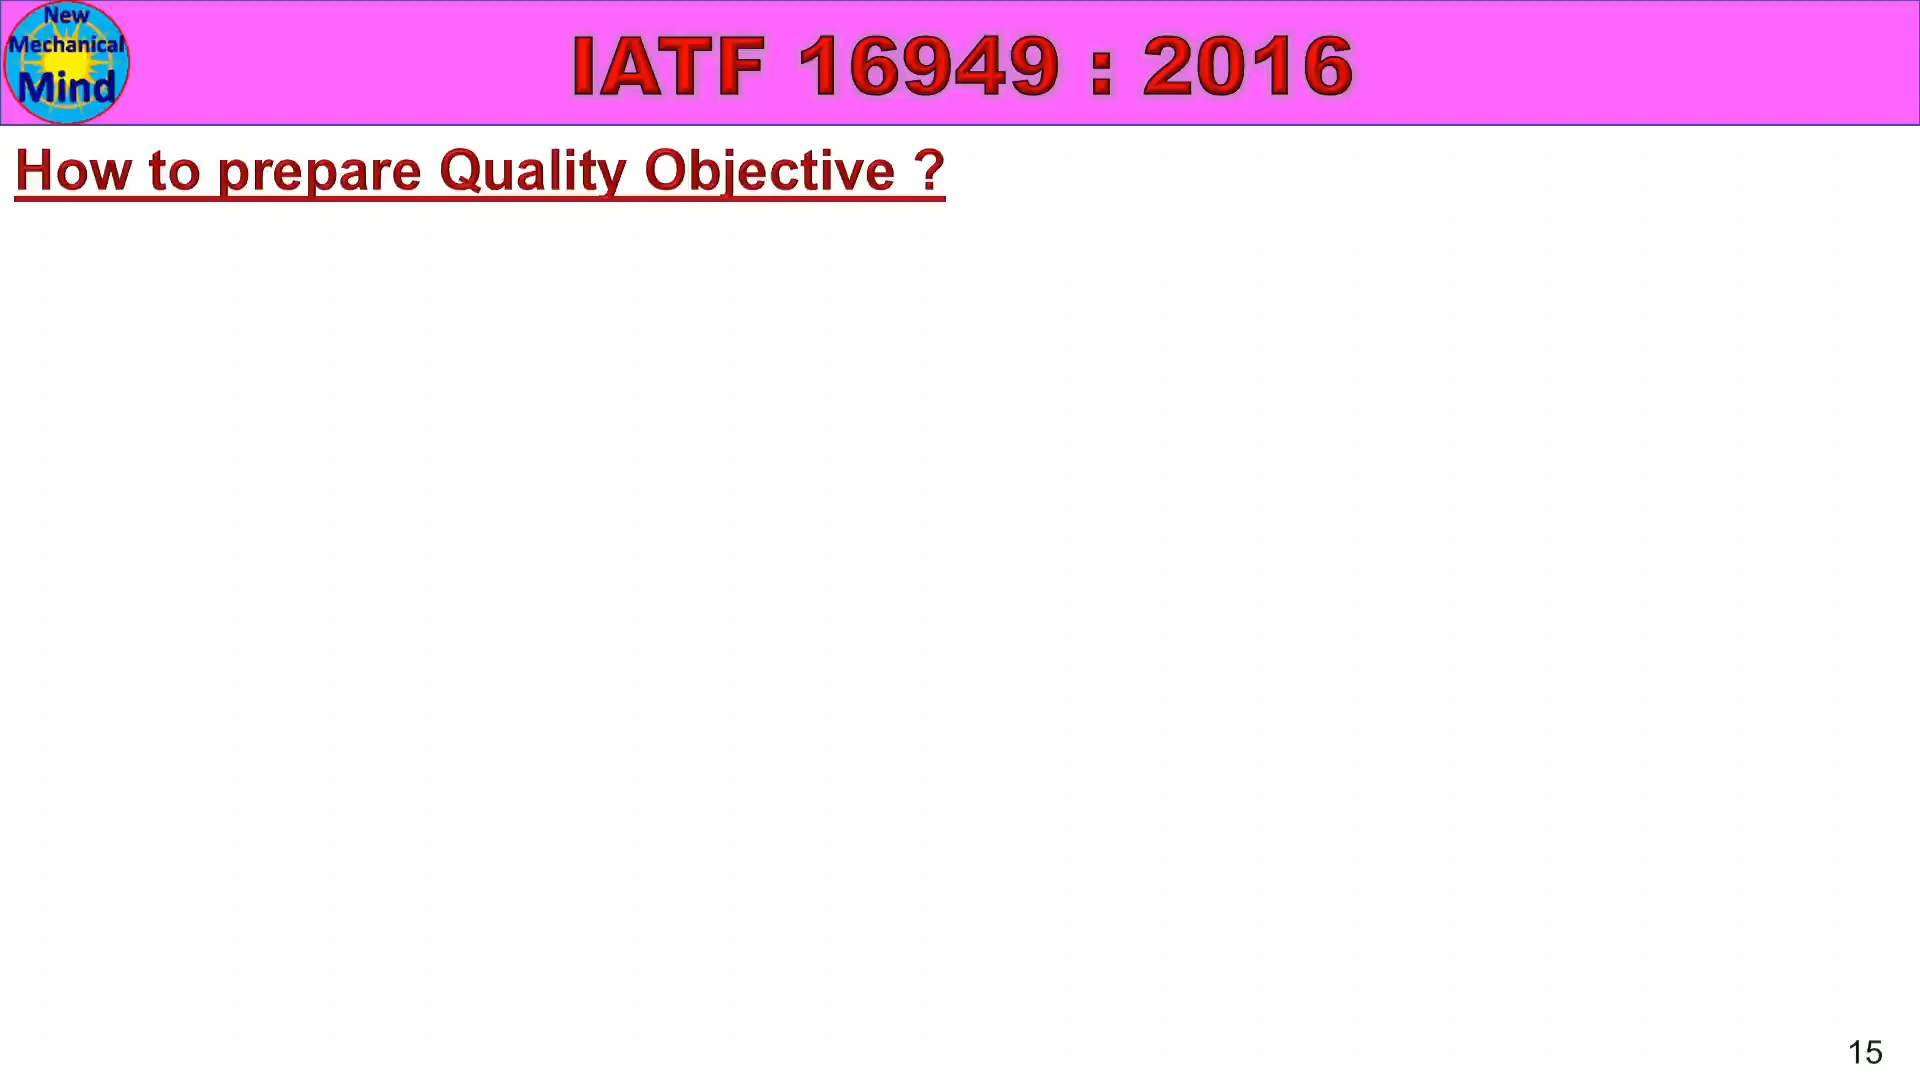 New
Mechanical
Mind
IATF 16949 : 2016
How to prepare Quality Objective ?
15